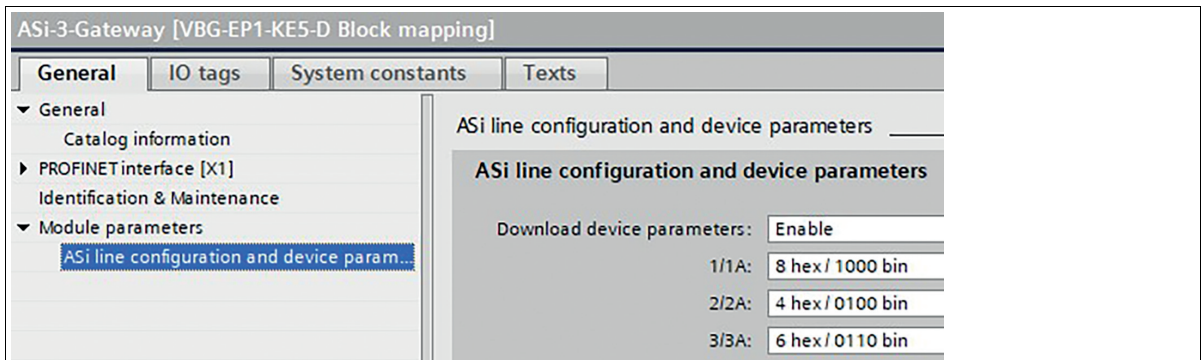 ASi-3-Gateway [VBG-EP1-KE5-D Block mapping]
General IO tags System constants Texts
General
Catalog information
PROFINET interface [X1]
Identification & Maintenance
Module parameters
ASi line configuration and device param...
ASi line configuration and device parameters
ASi line configuration and device parameters
Download device parameters: Enable
1/1A: 8 hex / 1000 bin
2/2A: 4 hex / 0100 bin
3/3A: 6 hex / 0110 bin